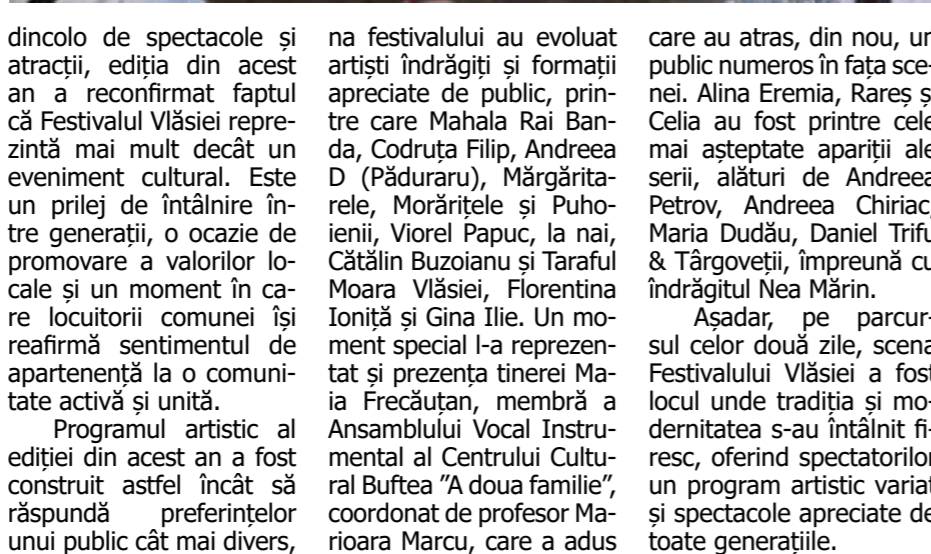 dincolo de spectacole și
atracții, ediția din acest
an a reconfirmat faptul
că Festivalul Vlăsiei repre-
zintă mai mult decât un
eveniment cultural. Este
un prilej de întâlnire în-
tre generații, o ocazie de
promovare a valorilor lo-
cale și un moment în ca-
re locuitorii comunei își
reafirmă sentimentul de
apartenență la o comuni-
tate activă și unită.
Programul artistic al
ediției din acest an a fost
construit astfel încât să
răspundă preferințelor
unui public cât mai divers,
na festivalului au evoluat
artiști îndrăgiți și formații
apreciate de public, prin-
tre care Mahala Rai Ban-
da, Codruța Filip, Andreea
D (Păduraru), Mărgărita-
rele, Morărițele și Puho-
ienii, Viorel Papuc, la nai,
Cătălin Buzoianu și Taraful
Moara Vlăsiei, Florentina
Ioniță și Gina Ilie. Un mo-
ment special l-a reprezen-
tat și prezența tinerei Ma-
ia Frecăuțan, membră a
Ansamblului Vocal Instru-
mental al Centrului Cultu-
ral Buftea ”A doua familie”,
coordonat de profesor Ma-
rioara Marcu, care a adus
care au atras, din nou, un
public numeros în fața sce-
nei. Alina Eremia, Rareș și
Celia au fost printre cele
mai așteptate apariții ale
serii, alături de Andreea
Petrov, Andreea Chiriac,
Maria Dudău, Daniel Trifu
& Târgoveții, împreună cu
îndrăgitul Nea Mărin.
Așadar, pe parcur-
sul celor două zile, scena
Festivalului Vlăsiei a fost
locul unde tradiția și mo-
dernitatea s-au întâlnit fi-
resc, oferind spectatorilor
un program artistic variat
și spectacole apreciate de
toate generațiile.